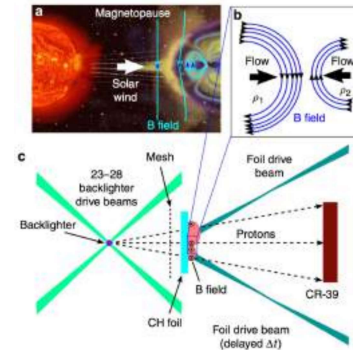 a
Magnetopause
Solar
wind
B field
b
Flow
ρ1
Flow
ρ2
B field
c
23–28
backlighter
drive beams
Mesh
Foil drive
beam
Backlighter
Protons
CR-39
B field
CH foil
Foil drive beam
(delayed Δt)